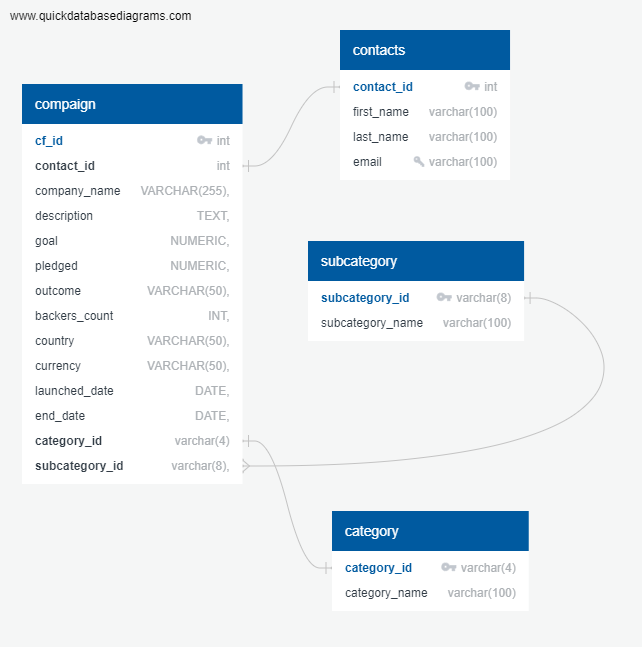 www.quickdatabasediagrams.com
contacts
contact_id int
first_name varchar(100)
last_name varchar(100)
email varchar(100)
compaign
cf_id int
contact_id int
company_name VARCHAR(255),
description TEXT,
goal NUMERIC,
pledged NUMERIC,
outcome VARCHAR(50),
backers_count INT,
country VARCHAR(50),
currency VARCHAR(50),
launched_date DATE,
end_date DATE,
category_id varchar(4)
subcategory_id varchar(8),
subcategory
subcategory_id varchar(8)
subcategory_name varchar(100)
category
category_id varchar(4)
category_name varchar(100)